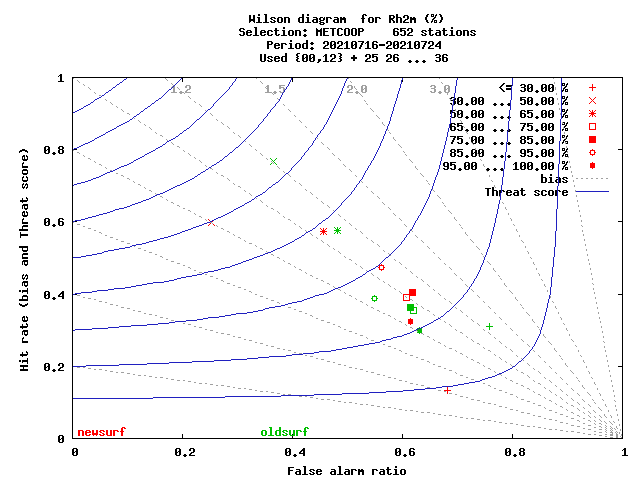 Wilson diagram  for Rh2m (%)
Selection: METCOOP    652 stations
Period: 20210716-20210724
Used {00,12} + 25 26 ... 36
1.2 1.5 2.0 3.0
<= 30.00 %
30.00 ... 50.00 %
50.00 ... 65.00 %
65.00 ... 75.00 %
75.00 ... 85.00 %
85.00 ... 95.00 %
95.00 ... 100.00 %
bias
Threat score
Hit rate (bias and Threat score)
1
0.8
0.6
0.4
0.2
0
newsurf oldsurf
0 0.2 0.4 0.6 0.8 1
False alarm ratio